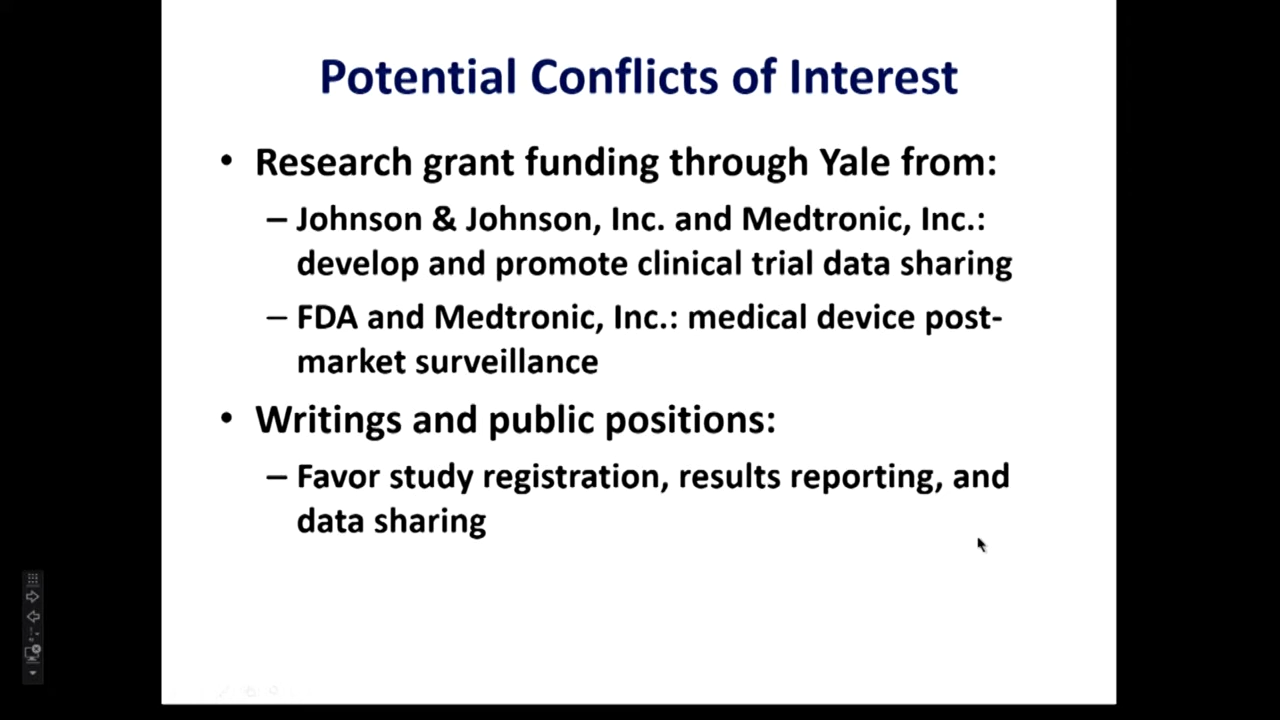 Potential Conflicts of Interest
• Research grant funding through Yale from:
– Johnson & Johnson, Inc. and Medtronic, Inc.:
develop and promote clinical trial data sharing
– FDA and Medtronic, Inc.: medical device post-
market surveillance
• Writings and public positions:
– Favor study registration, results reporting, and
data sharing